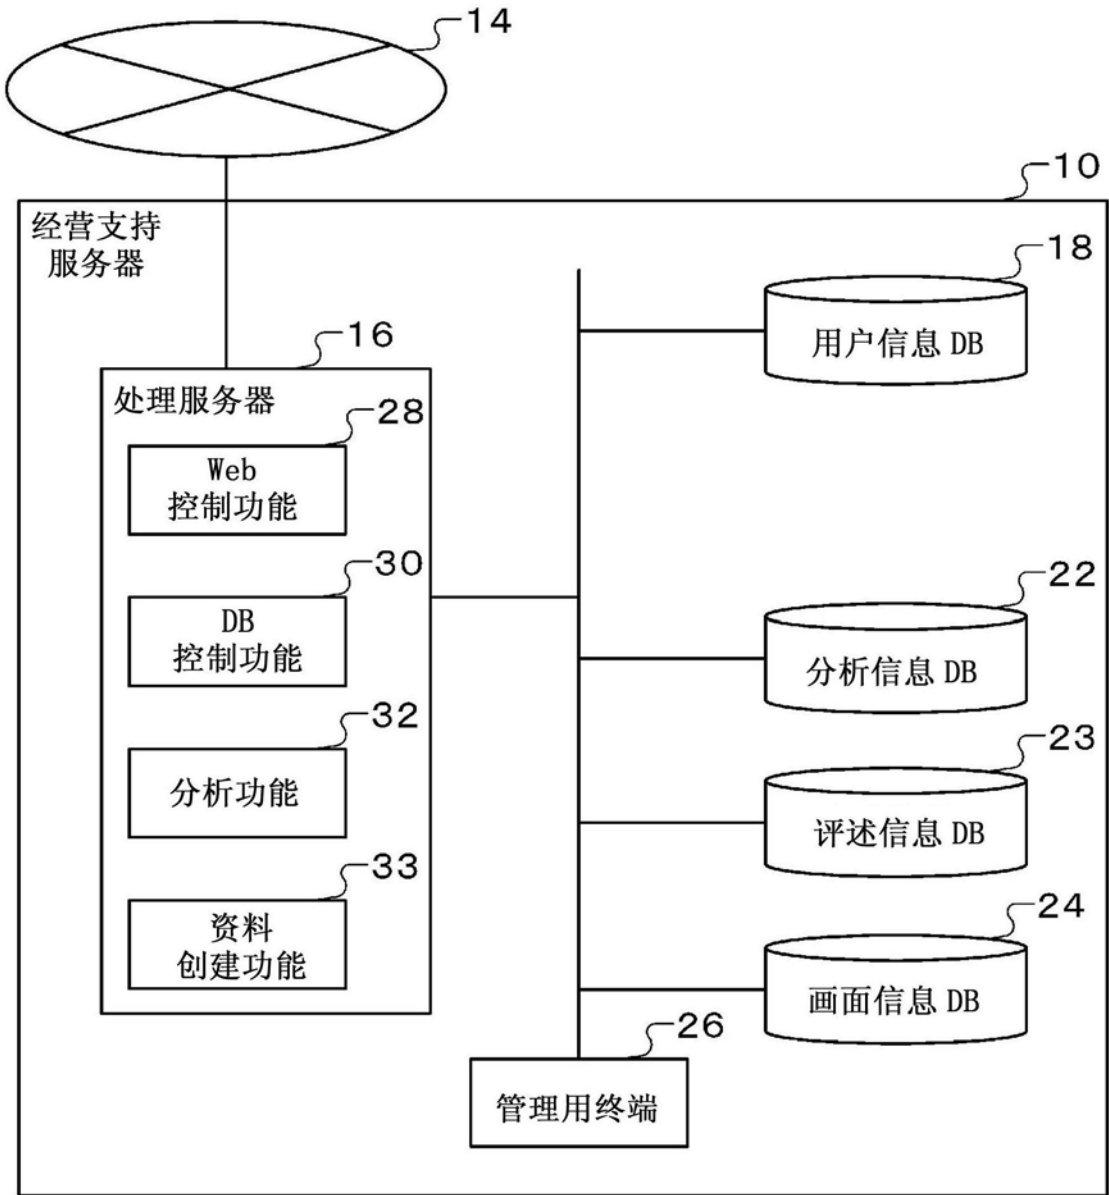 14
10
经营支持
服务器
18
用户信息 DB
16
处理服务器
28
Web
控制功能
30
DB
控制功能
22
分析信息 DB
32
分析功能
23
评述信息 DB
33
资料
创建功能
24
画面信息 DB
26
管理用终端